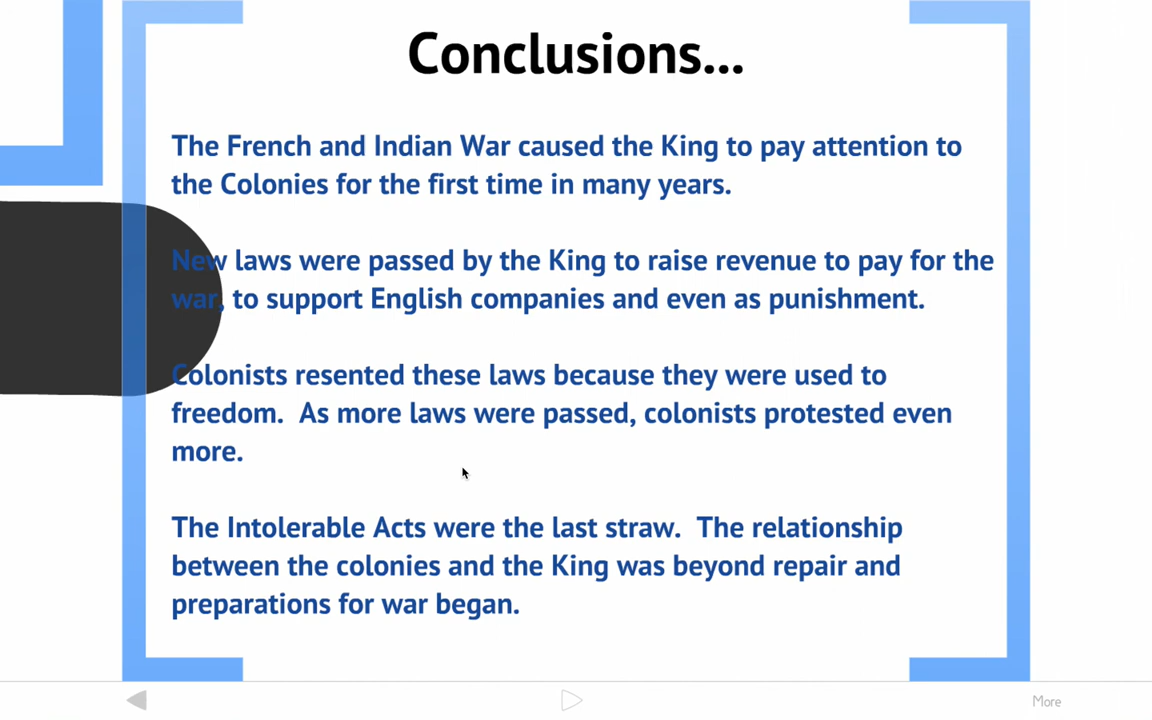 Conclusions...
The French and Indian War caused the King to pay attention to
the Colonies for the first time in many years.
New laws were passed by the King to raise revenue to pay for the
war, to support English companies and even as punishment.
Colonists resented these laws because they were used to
freedom.  As more laws were passed, colonists protested even
more.
The Intolerable Acts were the last straw.  The relationship
between the colonies and the King was beyond repair and
preparations for war began.
More